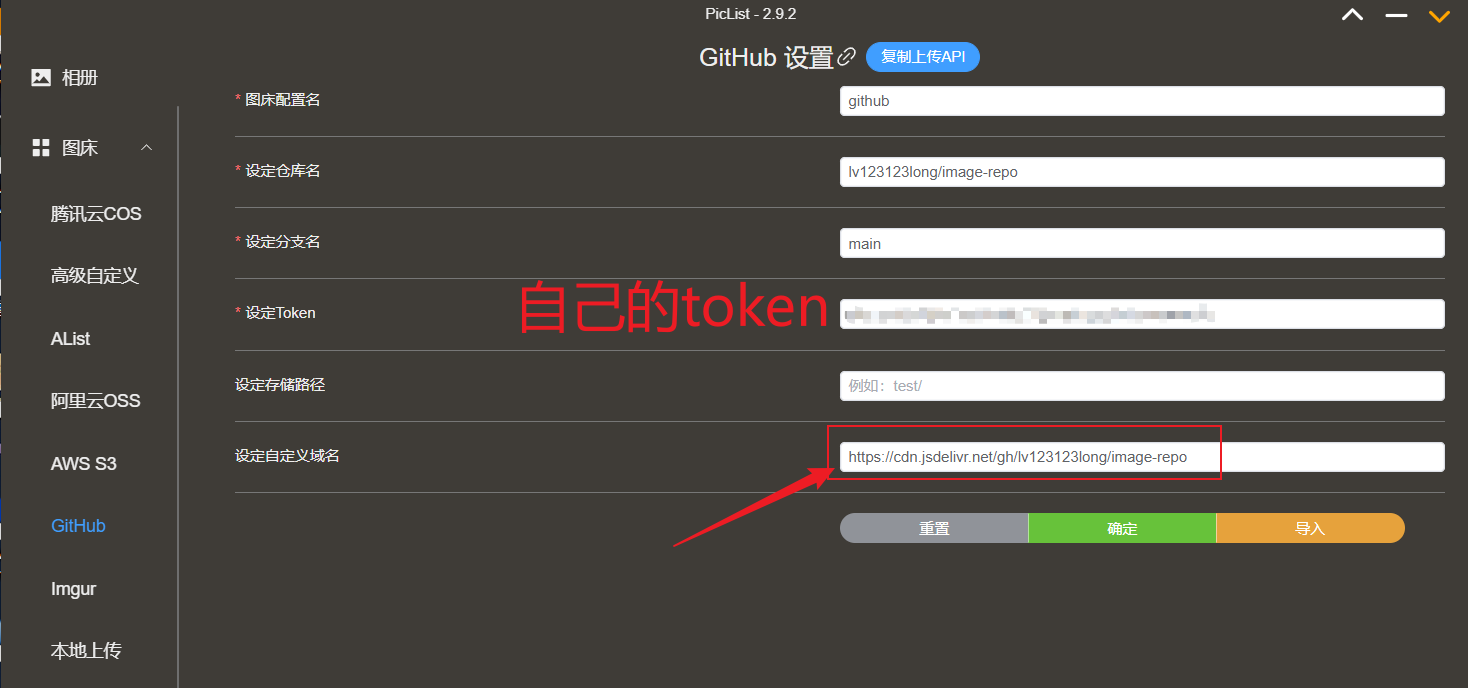 PicList - 2.9.2
GitHub 设置 复制上传API
相册
* 图床配置名 github
图床
* 设定仓库名 lv123123long/image-repo
腾讯云COS
* 设定分支名 main
高级自定义
自己的token
* 设定Token
AList
设定存储路径 例如：test/
阿里云OSS
设定自定义域名 https://cdn.jsdelivr.net/gh/lv123123long/image-repo
AWS S3
GitHub
重置 确定 导入
Imgur
本地上传